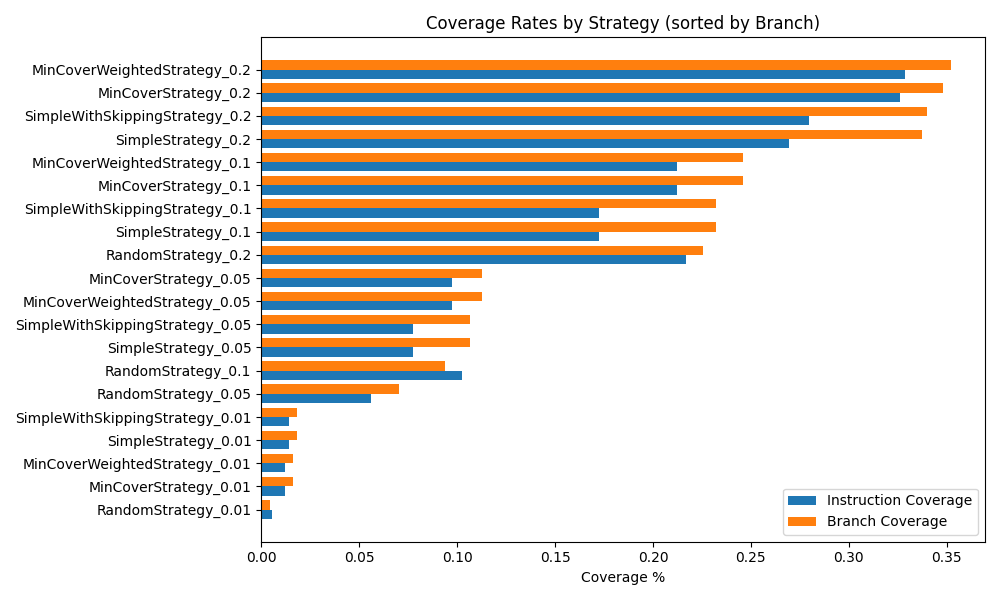 Coverage Rates by Strategy (sorted by Branch)
MinCoverWeightedStrategy_0.2
MinCoverStrategy_0.2
SimpleWithSkippingStrategy_0.2
SimpleStrategy_0.2
MinCoverWeightedStrategy_0.1
MinCoverStrategy_0.1
SimpleWithSkippingStrategy_0.1
SimpleStrategy_0.1
RandomStrategy_0.2
MinCoverStrategy_0.05
MinCoverWeightedStrategy_0.05
SimpleWithSkippingStrategy_0.05
SimpleStrategy_0.05
RandomStrategy_0.1
RandomStrategy_0.05
SimpleWithSkippingStrategy_0.01
SimpleStrategy_0.01
MinCoverWeightedStrategy_0.01
MinCoverStrategy_0.01
RandomStrategy_0.01
Instruction Coverage
Branch Coverage
0.00 0.05 0.10 0.15 0.20 0.25 0.30 0.35
Coverage %